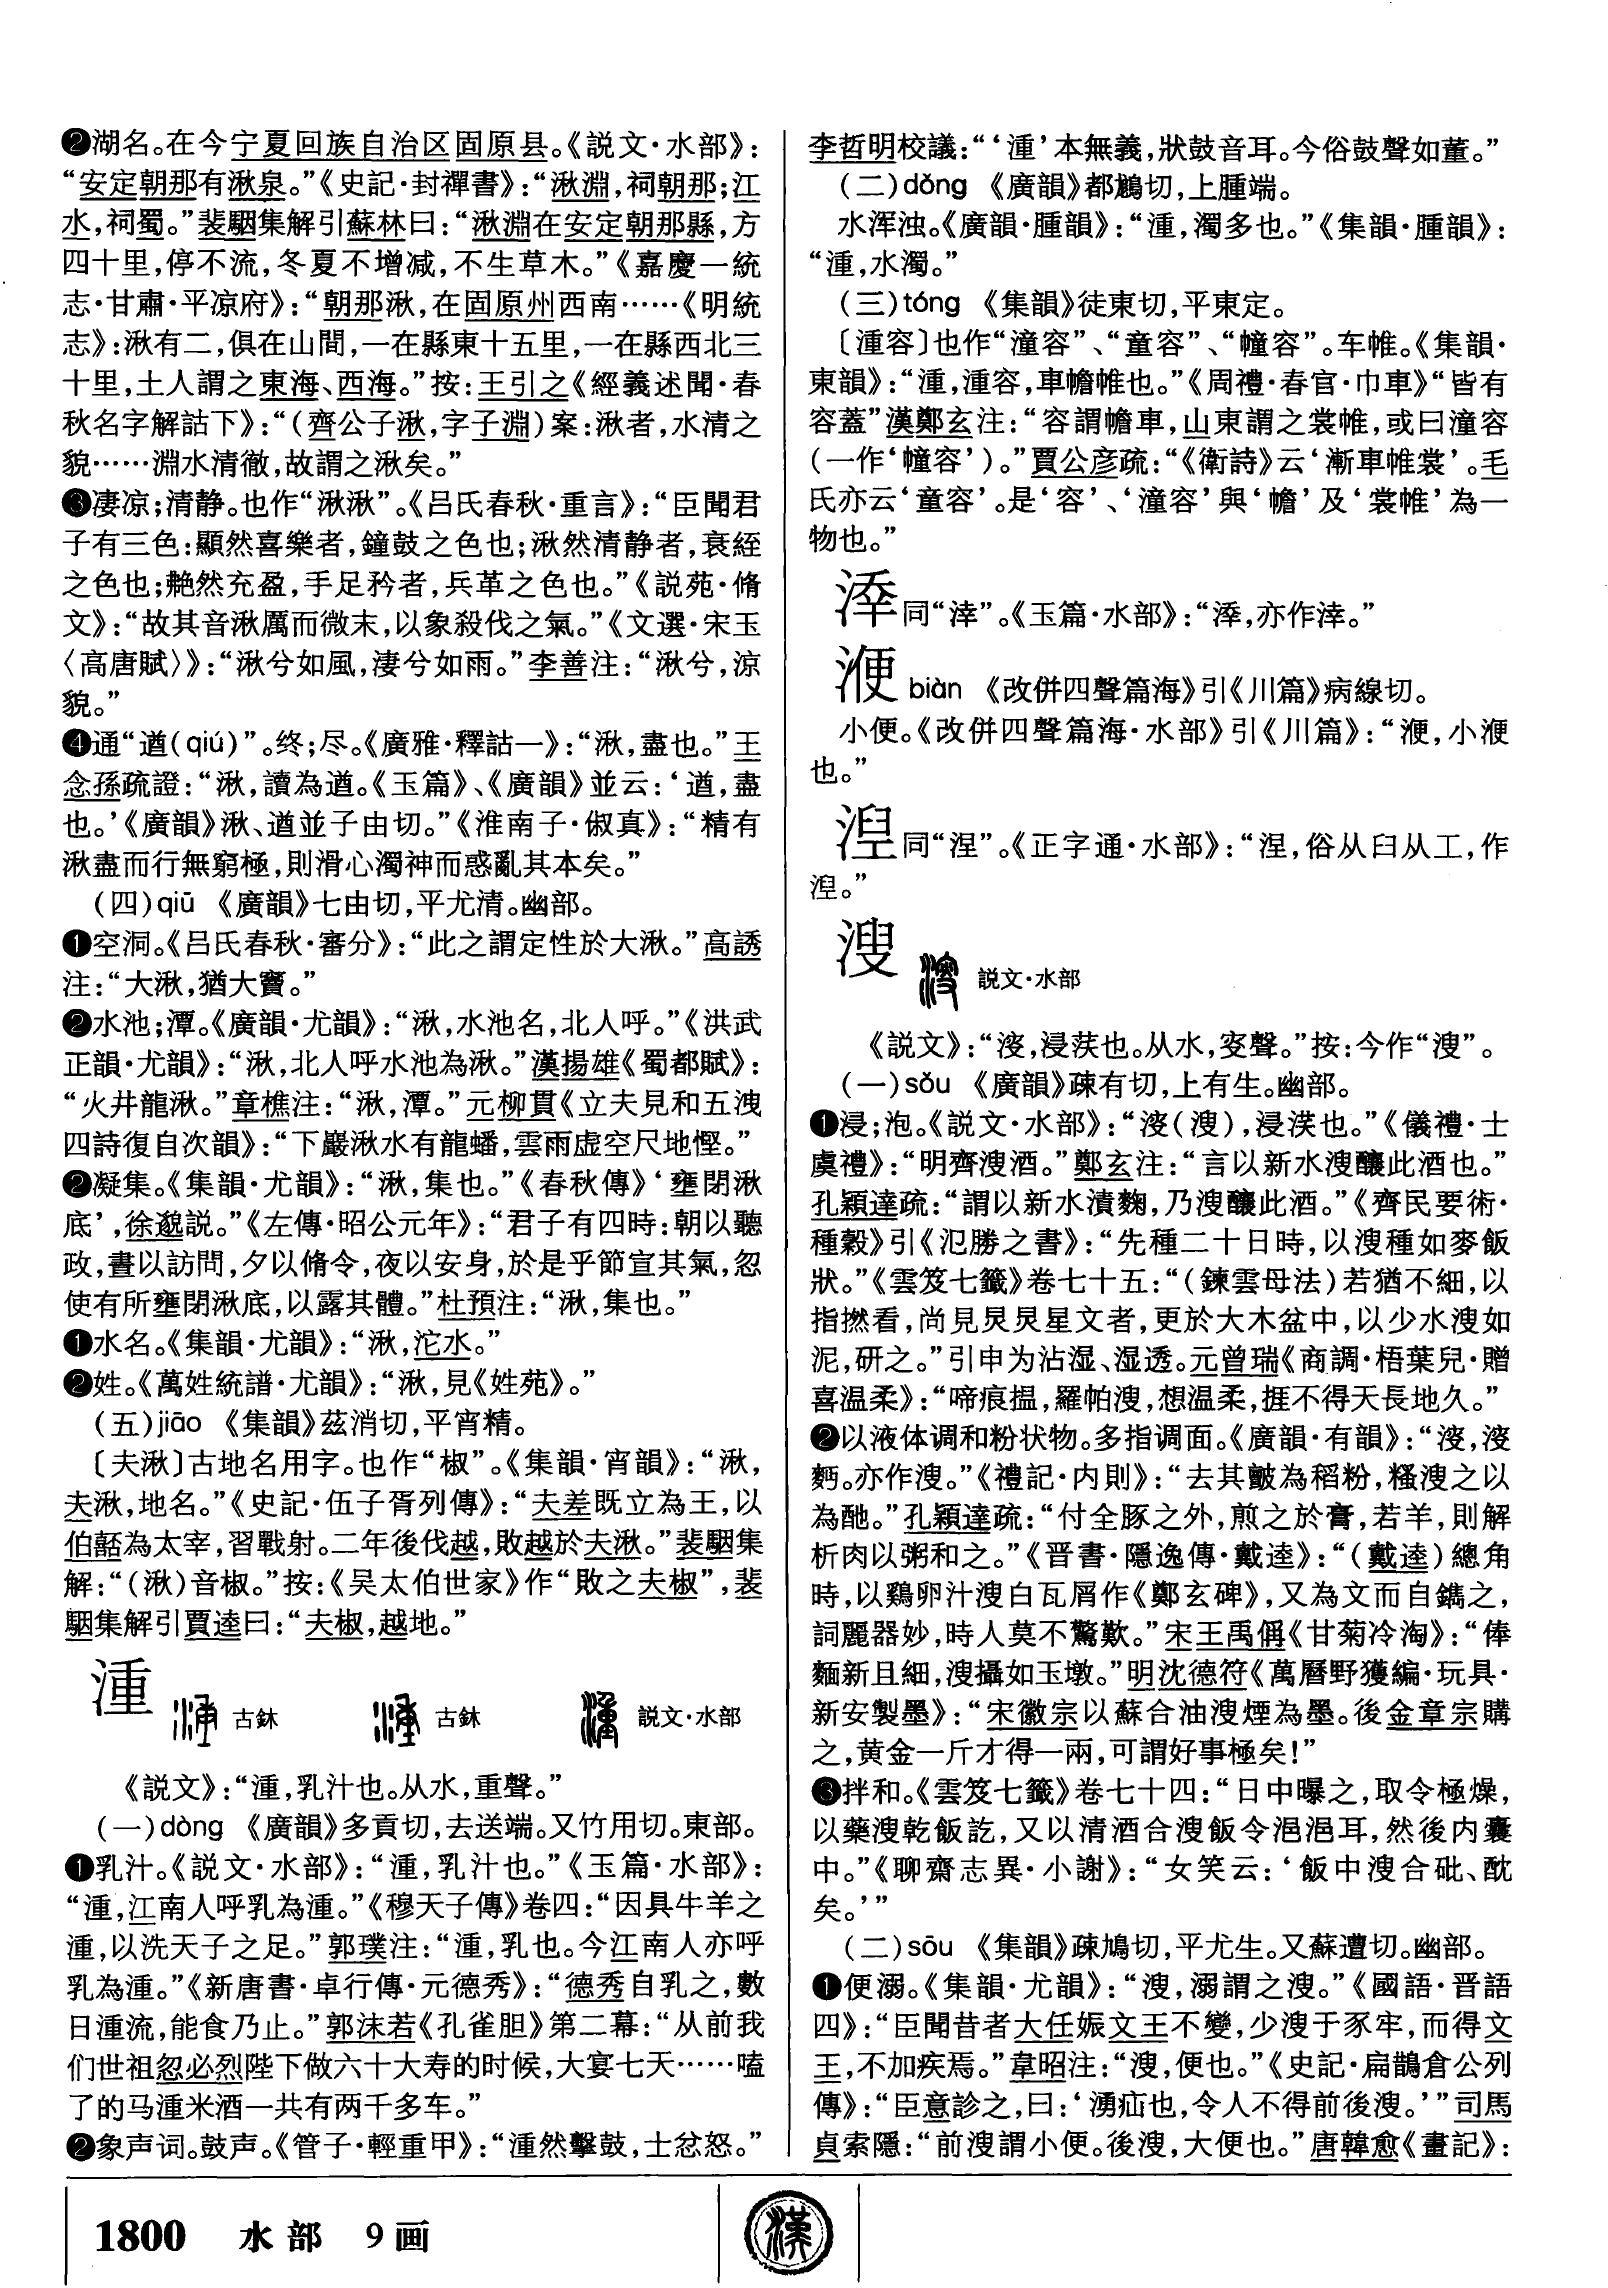 ❷湖名。在今宁夏回族自治区固原县。《説文·水部》：
“安定朝那有湫泉。”《史記·封禪書》：“湫淵，祠朝那；江
水，祠蜀。”裴駰集解引蘇林曰：“湫淵在安定朝那縣，方
四十里，停不流，冬夏不增减，不生草木。”《嘉慶一統
志·甘肅·平凉府》：“朝那湫，在固原州西南……《明統
志》：湫有二，俱在山間，一在縣東十五里，一在縣西北三
十里，土人謂之東海、西海。”按：王引之《經義述聞·春
秋名字解詁下》：“（齊公子湫，字子淵）案：湫者，水清之
貌……淵水清徹，故謂之湫矣。”
❸凄凉；清静。也作“湫湫”。《吕氏春秋·重言》：“臣聞君
子有三色：顯然喜樂者，鐘鼓之色也；湫然清静者，衰絰
之色也；艴然充盈，手足矜者，兵革之色也。”《説苑·脩
文》：“故其音湫厲而微末，以象殺伐之氣。”《文選·宋玉
〈高唐賦〉》：“湫兮如風，淒兮如雨。”李善注：“湫兮，涼
貌。”
❹通“遒(qiú)”。终；尽。《廣雅·釋詁一》：“湫，盡也。”王
念孫疏證：“湫，讀為遒。《玉篇》、《廣韻》並云：‘遒，盡
也。’《廣韻》湫、遒並子由切。”《淮南子·俶真》：“精有
湫盡而行無窮極，則滑心濁神而惑亂其本矣。”
（四）qiū 《廣韻》七由切，平尤清。幽部。
❶空洞。《吕氏春秋·審分》：“此之謂定性於大湫。”高誘
注：“大湫，猶大竇。”
❷水池；潭。《廣韻·尤韻》：“湫，水池名，北人呼。”《洪武
正韻·尤韻》：“湫，北人呼水池為湫。”漢揚雄《蜀都賦》：
“火井龍湫。”章樵注：“湫，潭。”元柳貫《立夫見和五洩
四詩復自次韻》：“下巖湫水有龍蟠，雲雨虚空尺地慳。”
❷凝集。《集韻·尤韻》：“湫，集也。”《春秋傳》‘壅閉湫
底’，徐邈説。”《左傳·昭公元年》：“君子有四時：朝以聽
政，晝以訪問，夕以脩令，夜以安身，於是乎節宣其氣，忽
使有所壅閉湫底，以露其體。”杜預注：“湫，集也。”
❶水名。《集韻·尤韻》：“湫，沱水。”
❷姓。《萬姓統譜·尤韻》：“湫，見《姓苑》。”
（五）jiāo 《集韻》茲消切，平宵精。
〔夫湫〕古地名用字。也作“椒”。《集韻·宵韻》：“湫，
夫湫，地名。”《史記·伍子胥列傳》：“夫差既立為王，以
伯嚭為太宰，習戰射。二年後伐越，敗越於夫湫。”裴駰集
解：“（湫）音椒。”按：《吴太伯世家》作“敗之夫椒”，裴
駰集解引賈逵曰：“夫椒，越地。”
湩 古鉥 古鉥 説文·水部
《説文》：“湩，乳汁也。从水，重聲。”
（一）dòng 《廣韻》多貢切，去送端。又竹用切。東部。
❶乳汁。《説文·水部》：“湩，乳汁也。”《玉篇·水部》：
“湩，江南人呼乳為湩。”《穆天子傳》卷四：“因具牛羊之
湩，以洗天子之足。”郭璞注：“湩，乳也。今江南人亦呼
乳為湩。”《新唐書·卓行傳·元德秀》：“德秀自乳之，數
日湩流，能食乃止。”郭沫若《孔雀胆》第二幕：“从前我
们世祖忽必烈陛下做六十大寿的时候，大宴七天……嗑
了的马湩米酒一共有两千多车。”
❷象声词。鼓声。《管子·輕重甲》：“湩然擊鼓，士忿怒。”
李哲明校議：“‘湩’本無義，狀鼓音耳。今俗鼓聲如董。”
（二）dǒng 《廣韻》都鵩切，上腫端。
水浑浊。《廣韻·腫韻》：“湩，濁多也。”《集韻·腫韻》：
“湩，水濁。”
（三）tóng 《集韻》徒東切，平東定。
〔湩容〕也作“潼容”、“童容”、“幢容”。车帷。《集韻·
東韻》：“湩，湩容，車幨帷也。”《周禮·春官·巾車》“皆有
容蓋”漢鄭玄注：“容謂幨車，山東謂之裳帷，或曰潼容
（一作‘幢容’）。”賈公彦疏：“《衛詩》云‘漸車帷裳’。毛
氏亦云‘童容’。是‘容’、‘潼容’與‘幨’及‘裳帷’為一
物也。”
同“涬”。《玉篇·水部》：“，亦作涬。”
浭 biàn 《改併四聲篇海》引《川篇》病線切。
小便。《改併四聲篇海·水部》引《川篇》：“，小
也。”
湼 同“涅”。《正字通·水部》：“涅，俗从臼从工，作
。”
溲 説文·水部
《説文》：“㴑，浸㳊也。从水，叜聲。”按：今作“溲”。
（一）sǒu 《廣韻》疎有切，上有生。幽部。
❶浸；泡。《説文·水部》：“（溲），浸也。”《儀禮·士
虞禮》：“明齊溲酒。”鄭玄注：“言以新水溲釀此酒也。”
孔穎達疏：“謂以新水漬麴，乃溲釀此酒。”《齊民要術·
種穀》引《氾勝之書》：“先種二十日時，以溲種如麥飯
狀。”《雲笈七籤》卷七十五：“（鍊雲母法）若猶不細，以
指撚看，尚見炅炅星文者，更於大木盆中，以少水溲如
泥，研之。”引申为沾湿、湿透。元曾瑞《商調·梧葉兒·贈
喜温柔》：“啼痕揾，羅帕溲，想温柔，捱不得天長地久。”
❷以液体调和粉状物。多指调面。《廣韻·有韻》：“，
麪。亦作溲。”《禮記·内則》：“去其皽為稻粉，糔溲之以
為酏。”孔穎達疏：“付全豚之外，煎之於膏，若羊，則解
析肉以粥和之。”《晋書·隱逸傳·戴逵》：“（戴逵）總角
時，以鷄卵汁溲白瓦屑作《鄭玄碑》，又為文而自鐫之，
詞麗器妙，時人莫不驚歎。”宋王禹偁《甘菊冷淘》：“俸
麵新且細，溲攝如玉墩。”明沈德符《萬曆野獲編·玩具·
新安製墨》：“宋徽宗以蘇合油溲煙為墨。後金章宗購
之，黄金一斤才得一兩，可謂好事極矣！”
❸拌和。《雲笈七籤》卷七十四：“日中曝之，取令極燥，
以藥溲乾飯訖，又以清酒合溲飯令浥浥耳，然後内囊
中。”《聊齋志異·小謝》：“女笑云：‘飯中溲合砒、酖
矣。’”
（二）sōu 《集韻》疎鳩切，平尤生。又蘇遭切。幽部。
❶便溺。《集韻·尤韻》：“溲，溺謂之溲。”《國語·晋語
四》：“臣聞昔者大任娠文王不變，少溲于豕牢，而得文
王，不加疾焉。”韋昭注：“溲，便也。”《史記·扁鵲倉公列
傳》：“臣意診之，曰：‘湧疝也，令人不得前後溲。’”司馬
貞索隱：“前溲謂小便。後溲，大便也。”唐韓愈《畫記》：
1800 水部 9画
漢